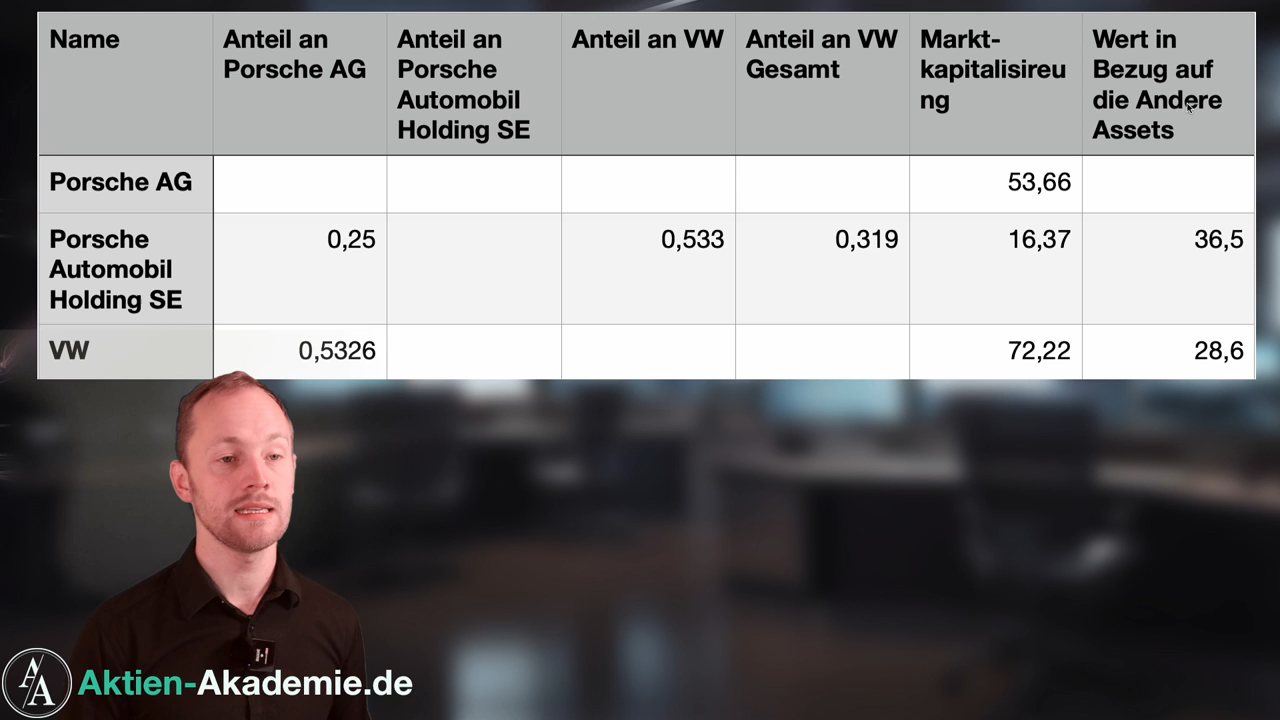 Name
Anteil an
Porsche AG
Anteil an
Porsche
Automobil
Holding SE
Anteil an VW
Anteil an VW
Gesamt
Markt-
kapitalisireu
ng
Wert in
Bezug auf
die Andere
Assets
Porsche AG
53,66
Porsche
Automobil
Holding SE
0,25
0,533
0,319
16,37
36,5
VW
0,5326
72,22
28,6
AA
Aktien-Akademie.de